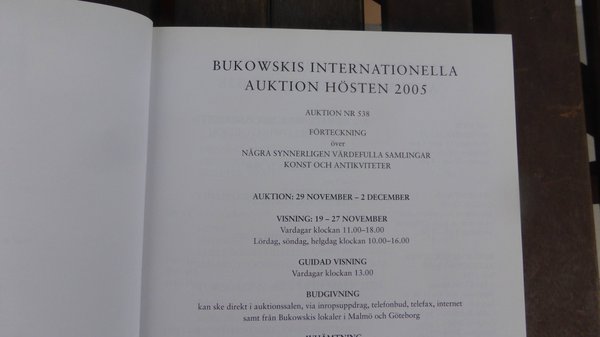 BUKOWSKIS INTERNATIONELLA
AUKTION HÖSTEN 2005
AUKTION NR 538
FÖRTECKNING
över
NÅGRA SYNNERLIGEN VÄRDEFULLA SAMLINGAR
KONST OCH ANTIKVITETER
AUKTION: 29 NOVEMBER – 2 DECEMBER
VISNING: 19 – 27 NOVEMBER
Vardagar klockan 11.00–18.00
Lördag, söndag, helgdag klockan 10.00–16.00
GUIDAD VISNING
Vardagar klockan 13.00
BUDGIVNING
kan ske direkt i auktionssalen, via inropsuppdrag, telefonbud, telefax, internet
samt från Bukowskis lokaler i Malmö och Göteborg